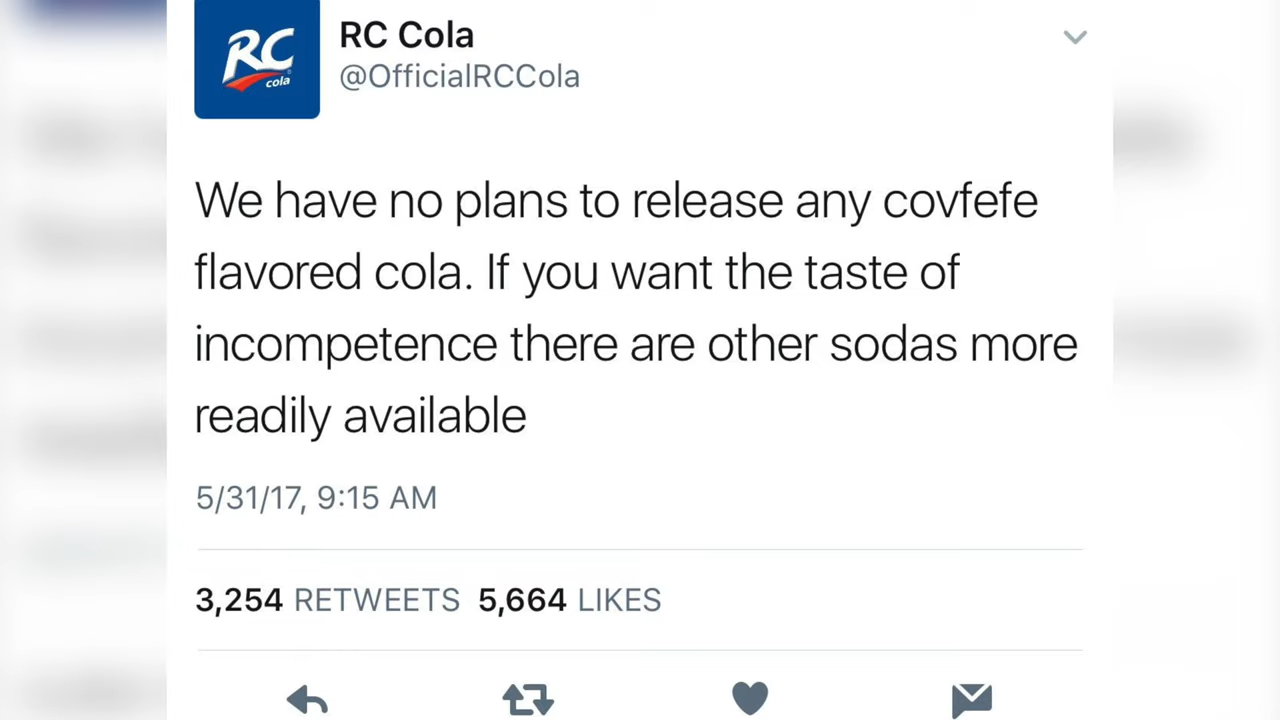 RC
cola
RC Cola
@OfficialRCCola
We have no plans to release any covfefe
flavored cola. If you want the taste of
incompetence there are other sodas more
readily available
5/31/17, 9:15 AM
3,254 RETWEETS 5,664 LIKES